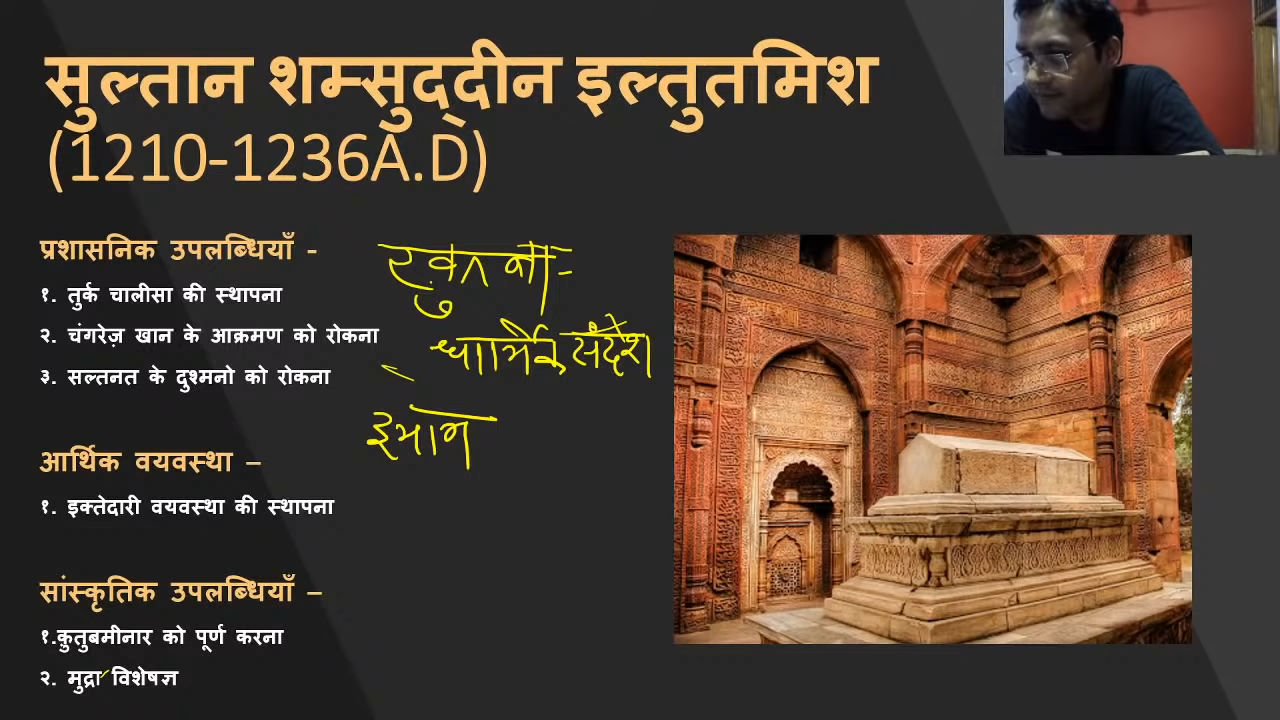 सुल्तान शम्सुद्दीन इल्तुतमिश
(1210-1236A.D)
प्रशासनिक उपलब्धियाँ -
१. तुर्क चालीसा की स्थापना
२. चंगरेज़ खान के आक्रमण को रोकना
३. सल्तनत के दुश्मनो को रोकना
आर्थिक वयवस्था –
१. इक्तेदारी वयवस्था की स्थापना
सांस्कृतिक उपलब्धियाँ –
१.कुतुबमीनार को पूर्ण करना
२. मुद्रा विशेषज्ञ
धार्मिक संदेश
इमाम